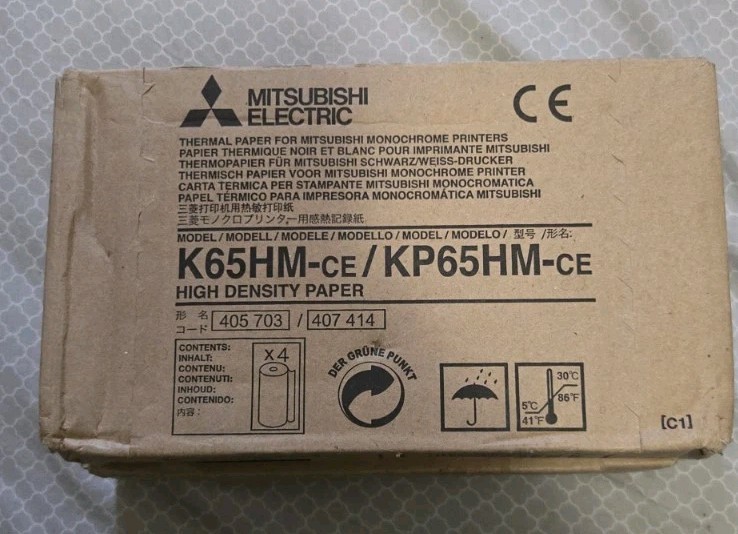 MITSUBISHI
ELECTRIC
CE
THERMAL PAPER FOR MITSUBISHI MONOCHROME PRINTERS
PAPIER THERMIQUE NOIR ET BLANC POUR IMPRIMANTE MITSUBISHI
THERMOPAPIER FÜR MITSUBISHI SCHWARZ/WEISS-DRUCKER
THERMISCH PAPIER VOOR MITSUBISHI MONOCHROME PRINTER
CARTA TERMICA PER STAMPANTE MITSUBISHI MONOCROMATICA
PAPEL TÉRMICO PARA IMPRESORA MONOCROMÁTICA MITSUBISHI
三菱打印机用热敏打印纸
三菱モノクロプリンター用感熱記録紙
MODEL / MODELL / MODELE / MODELLO / MODEL / MODELO / 型号 /形名:
K65HM-CE / KP65HM-CE
HIGH DENSITY PAPER
形 名
コード 405 703 / 407 414
CONTENTS:
INHALT:
CONTENU:
CONTENUTI:
INHOUD:
CONTENIDO:
内容:
X 4
DER GRÜNE PUNKT
30°C
86°F
5°C
41°F
[C1]